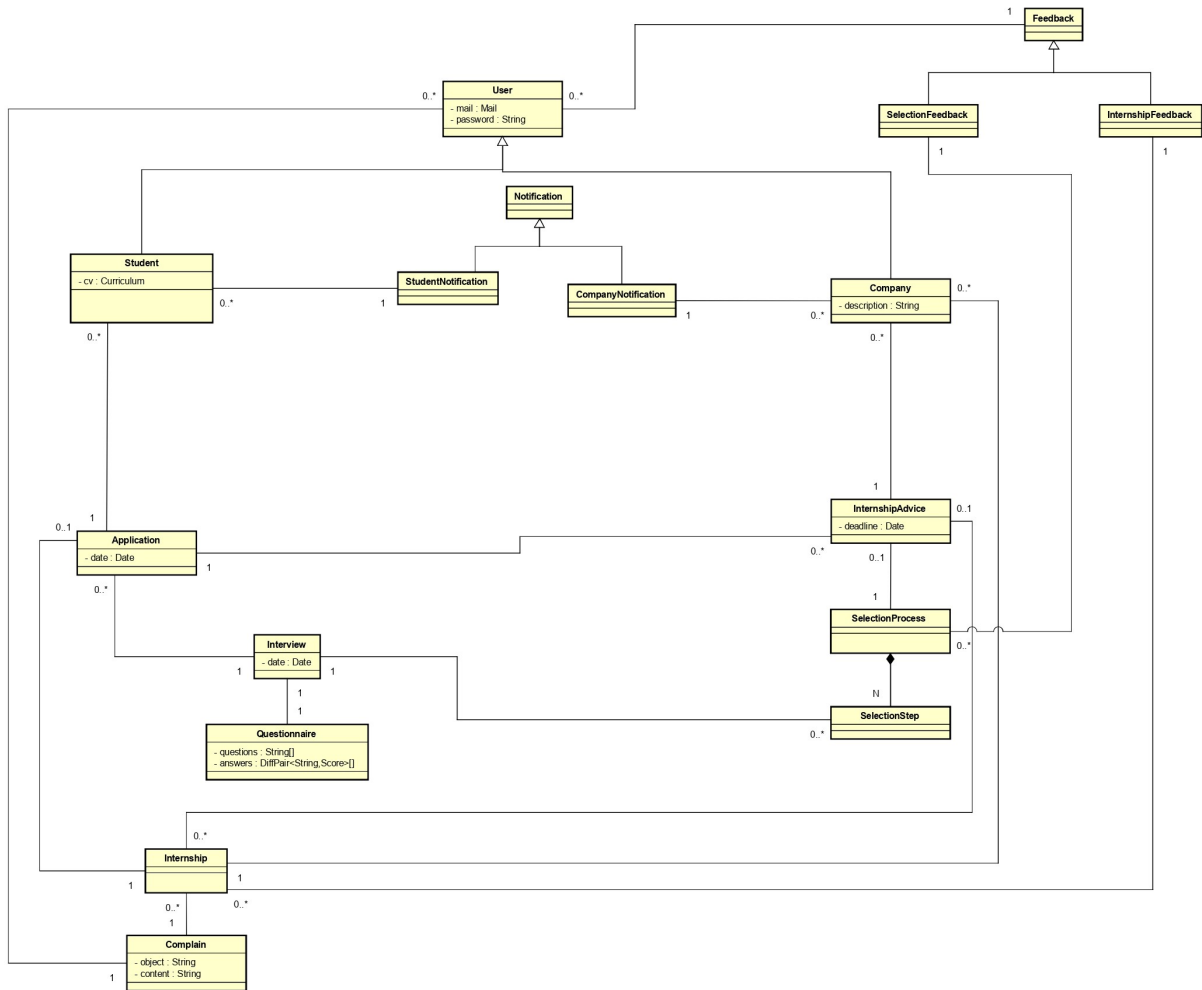 1
Feedback
0..*
User
0..*
- mail : Mail
- password : String
SelectionFeedback
InternshipFeedback
1
1
Notification
Student
- cv : Curriculum
StudentNotification
CompanyNotification
Company
- description : String
0..*
0..*
1
1
0..*
0..*
0..*
1
0..1
1
InternshipAdvice
- deadline : Date
0..1
Application
- date : Date
1
0..*
0..1
0..*
1
SelectionProcess
0..*
Interview
- date : Date
1
1
1
N
1
SelectionStep
0..*
Questionnaire
- questions : String[]
- answers : DiffPair<String,Score>[]
0..*
Internship
1
1
0..*
0..*
1
Complain
- object : String
- content : String
1